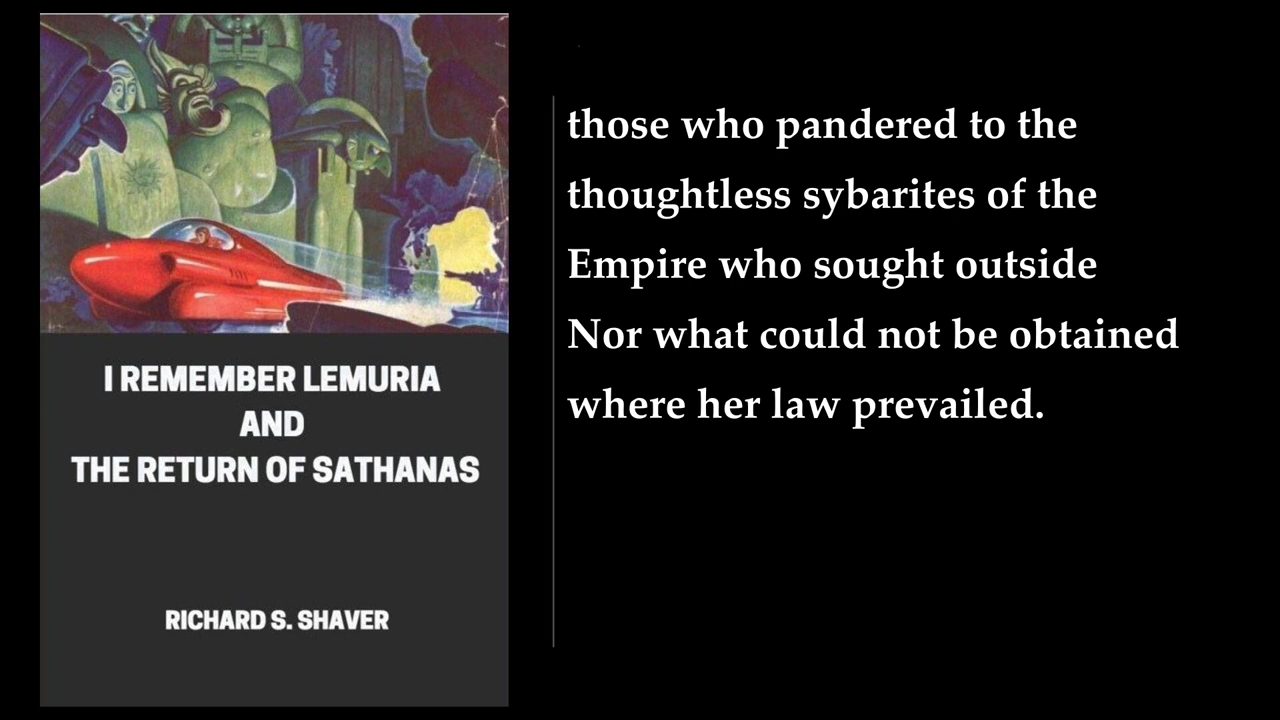 I REMEMBER LEMURIA
AND
THE RETURN OF SATHANAS
RICHARD S. SHAVER
those who pandered to the
thoughtless sybarites of the
Empire who sought outside
Nor what could not be obtained
where her law prevailed.